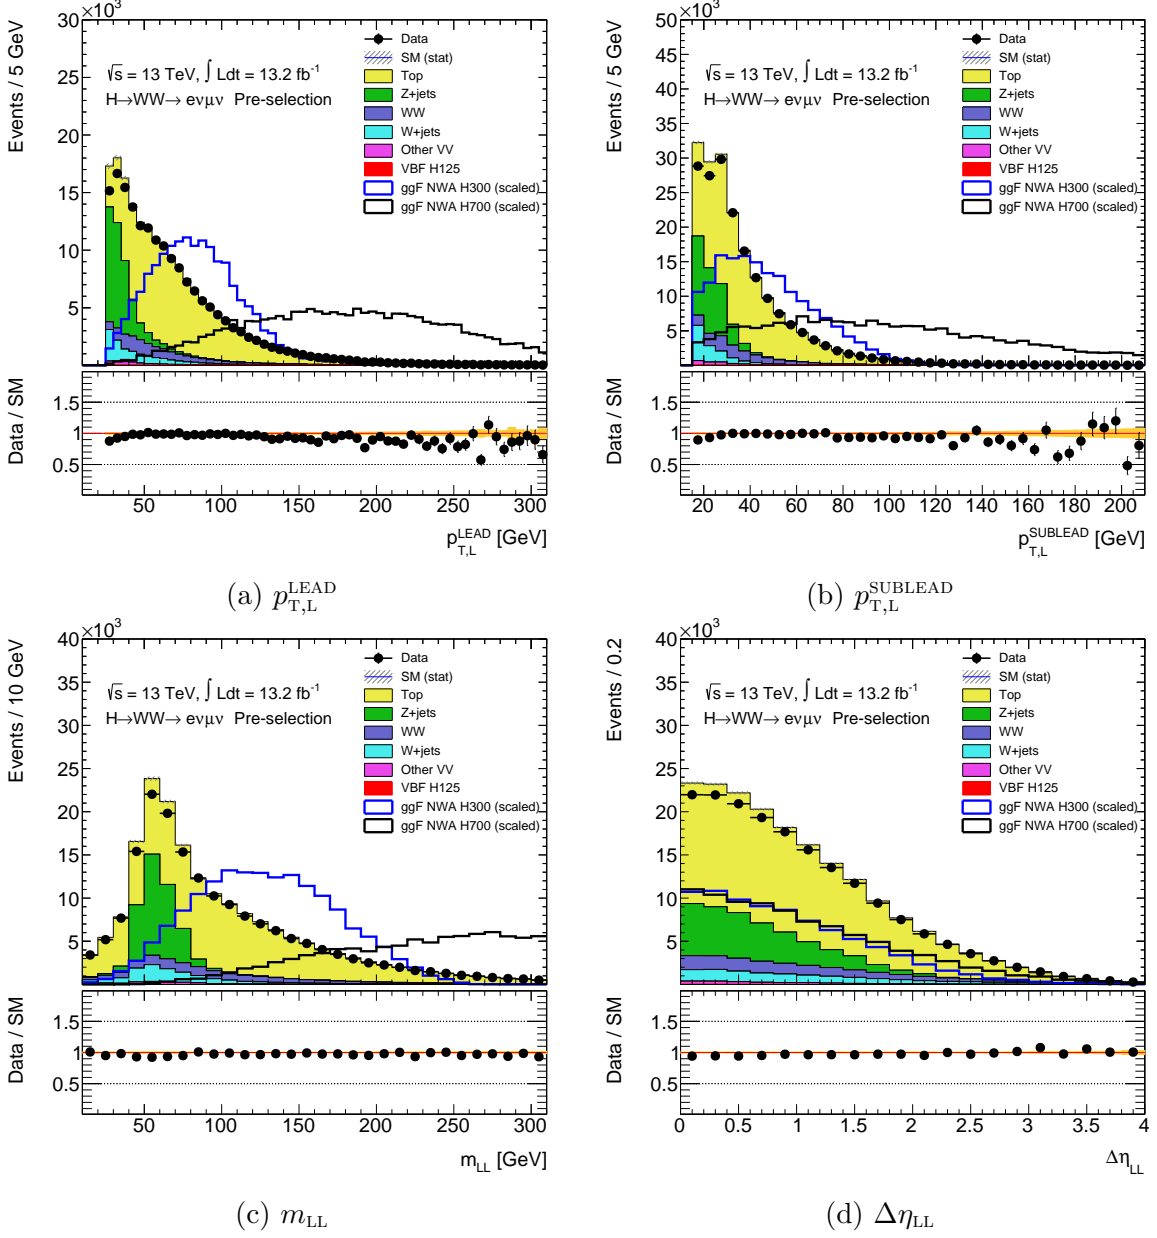 30 ×10³
Events / 5 GeV
√s = 13 TeV, ∫ Ldt = 13.2 fb⁻¹
H→WW→ eνμν Pre-selection
Data
SM (stat)
Top
Z+jets
WW
W+jets
Other VV
VBF H125
ggF NWA H300 (scaled)
ggF NWA H700 (scaled)
25
20
15
10
5
Data / SM
1.5
1
0.5
50 100 150 200 250 300
p_{T,L}^{LEAD} [GeV]
(a) p_{T,L}^{LEAD}
50 ×10³
Events / 5 GeV
√s = 13 TeV, ∫ Ldt = 13.2 fb⁻¹
H→WW→ eνμν Pre-selection
Data
SM (stat)
Top
Z+jets
WW
W+jets
Other VV
VBF H125
ggF NWA H300 (scaled)
ggF NWA H700 (scaled)
45
40
35
30
25
20
15
10
5
Data / SM
1.5
1
0.5
20 40 60 80 100 120 140 160 180 200
p_{T,L}^{SUBLEAD} [GeV]
(b) p_{T,L}^{SUBLEAD}
40 ×10³
Events / 10 GeV
√s = 13 TeV, ∫ Ldt = 13.2 fb⁻¹
H→WW→ eνμν Pre-selection
Data
SM (stat)
Top
Z+jets
WW
W+jets
Other VV
VBF H125
ggF NWA H300 (scaled)
ggF NWA H700 (scaled)
35
30
25
20
15
10
5
Data / SM
1.5
1
0.5
50 100 150 200 250 300
m_{LL} [GeV]
(c) m_{LL}
40 ×10³
Events / 0.2
√s = 13 TeV, ∫ Ldt = 13.2 fb⁻¹
H→WW→ eνμν Pre-selection
Data
SM (stat)
Top
Z+jets
WW
W+jets
Other VV
VBF H125
ggF NWA H300 (scaled)
ggF NWA H700 (scaled)
35
30
25
20
15
10
5
Data / SM
1.5
1
0.5
0 0.5 1 1.5 2 2.5 3 3.5 4
Δη_{LL}
(d) Δη_{LL}